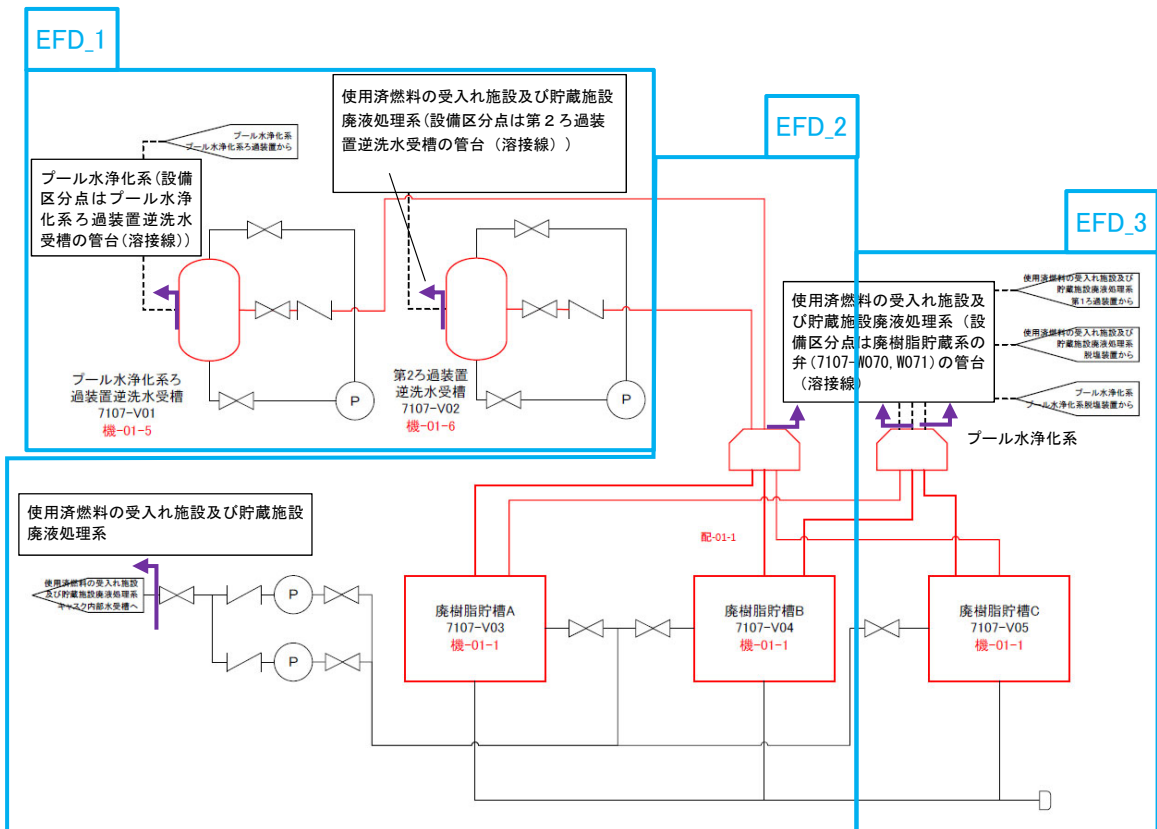 EFD_1
プール水浄化系
プール水浄化系ろ過装置から
プール水浄化系(設備
区分点はプール水浄
化系ろ過装置逆洗水
受槽の管台(溶接線))
使用済燃料の受入れ施設及び貯蔵施設
廃液処理系(設備区分点は第2ろ過装
置逆洗水受槽の管台(溶接線))
プール水浄化系ろ
過装置逆洗水受槽
7107-V01
機-01-5
P
第2ろ過装置
逆洗水受槽
7107-V02
機-01-6
P
EFD_2
EFD_3
使用済燃料の受入れ施設及
び貯蔵施設廃液処理系(設
備区分点は廃樹脂貯蔵系の
弁(7107-W070,W071)の管台
(溶接線)
使用済燃料の受入れ施設及び
貯蔵施設廃液処理系
第1ろ過装置から
使用済燃料の受入れ施設及び
貯蔵施設廃液処理系
脱塩装置から
プール水浄化系
プール水浄化系脱塩装置から
プール水浄化系
使用済燃料の受入れ施設及び貯蔵施設
廃液処理系
使用済燃料の受入れ施設
及び貯蔵施設廃液処理系
キャスク内部水受槽へ
P
P
配-01-1
廃樹脂貯槽A
7107-V03
機-01-1
廃樹脂貯槽B
7107-V04
機-01-1
廃樹脂貯槽C
7107-V05
機-01-1